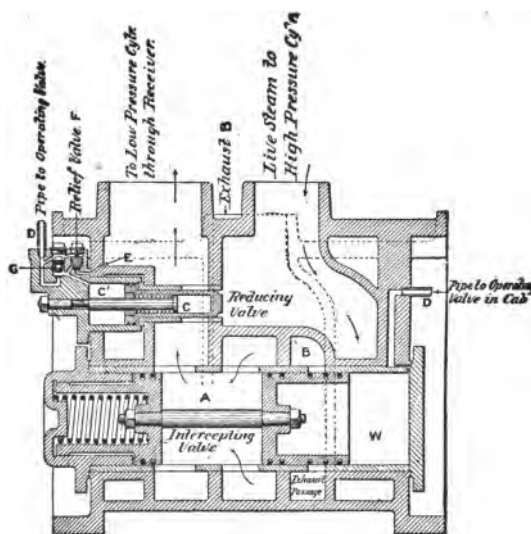 Pipe to Operating Valve.
Relief Valve. F
To Low Pressure Cyl.
through Receiver.
Exhaust B
Live Steam to
High Pressure Cy'r
D
G
E
C'
C
Reducing
Valve
Pipe to Operating
Valve in Cab
D
B
A
W
Intercepting
Valve
Exhaust
Passage